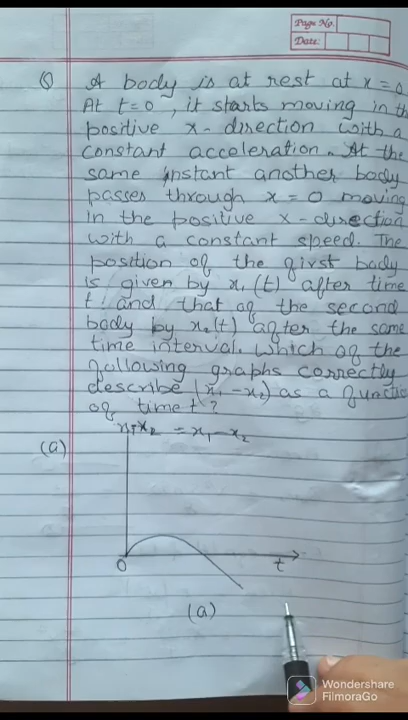 Page No.
Date:
Q A body is at rest at x = 0.
At t=0, it starts moving in the
positive x-direction with a
constant acceleration. At the
same instant another body
passes through x = 0 moving
in the positive x-direction
with a constant speed. The
position of the girst body
is given by x₁(t) after time
t; and that of the second
body by x₂(t) after the same
time interval. Which of the
following graphs correctly
describe (x₁-x₂) as a functio
of time t?
(a)
= x₁-x₂
0
t
(a)
Wondershare
FilmoraGo